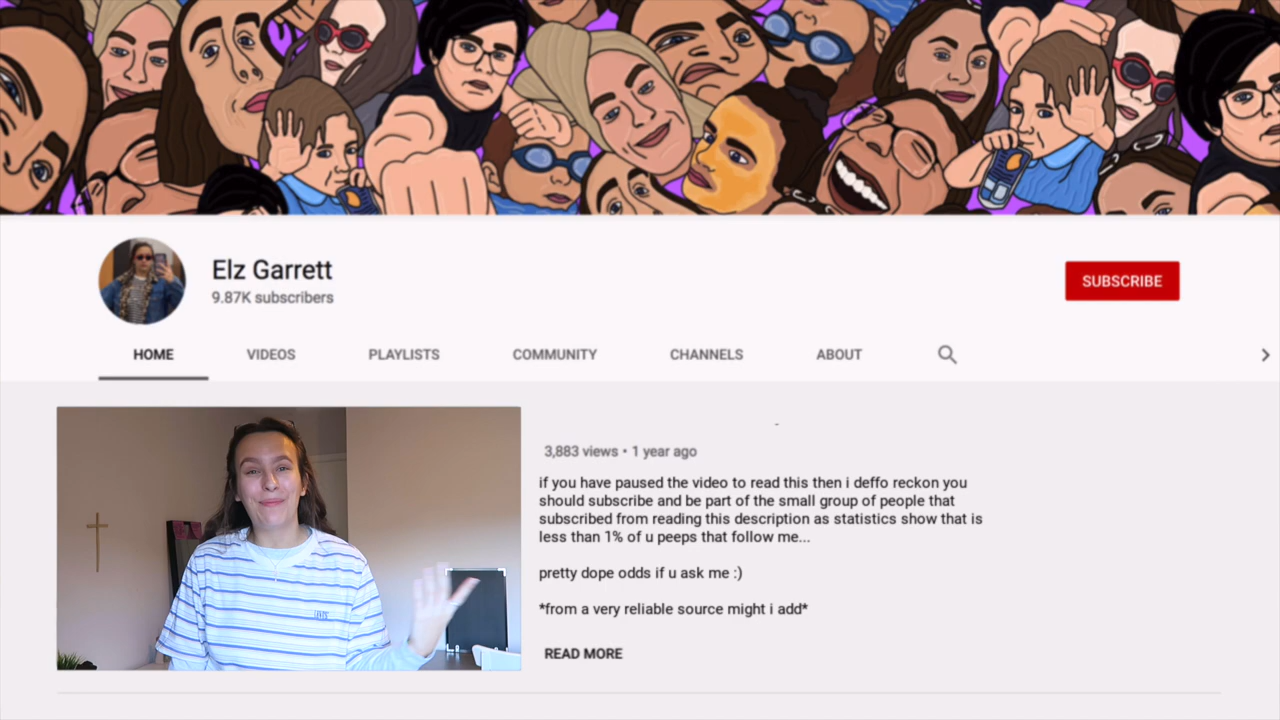 Elz Garrett
9.87K subscribers
SUBSCRIBE
HOME VIDEOS PLAYLISTS COMMUNITY CHANNELS ABOUT
-
3,883 views • 1 year ago
if you have paused the video to read this then i deffo reckon you
should subscribe and be part of the small group of people that
subscribed from reading this description as statistics show that is
less than 1% of u peeps that follow me...
pretty dope odds if u ask me :)
*from a very reliable source might i add*
READ MORE